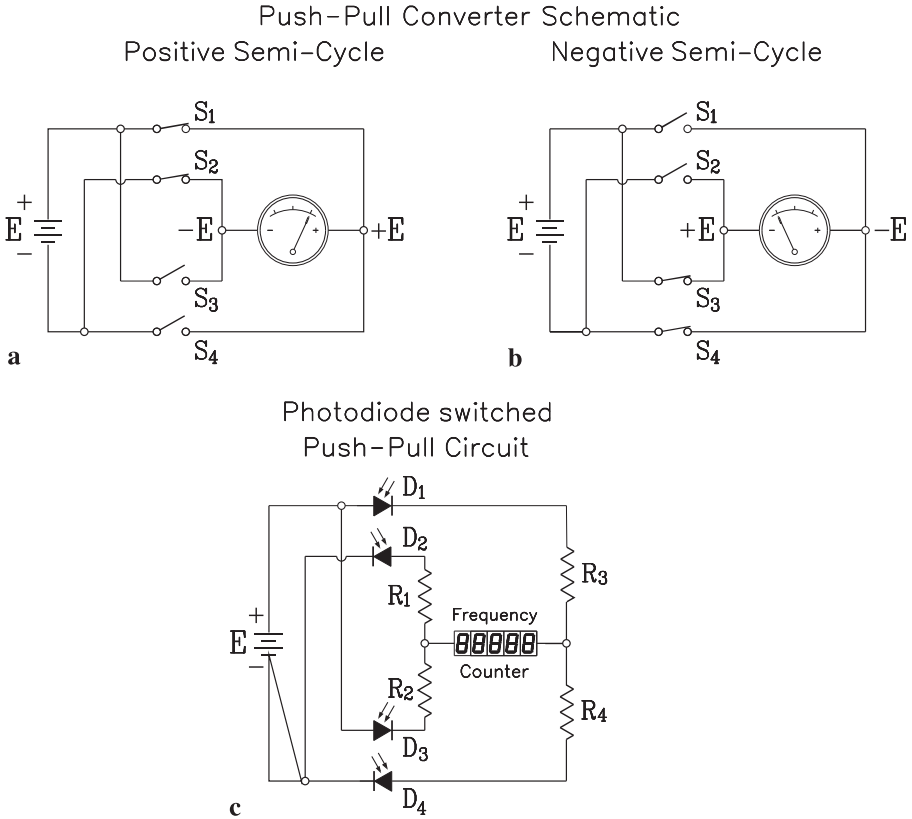 Push-Pull Converter Schematic
Positive Semi-Cycle
Negative Semi-Cycle
S1
S2
+
E
-
-E
- +
+E
S3
S4
a
S1
S2
+
E
-
+E
- +
-E
S3
S4
b
Photodiode switched
Push-Pull Circuit
D1
D2
R3
R1
+
E
-
Frequency
88888
Counter
R2
R4
D3
D4
c